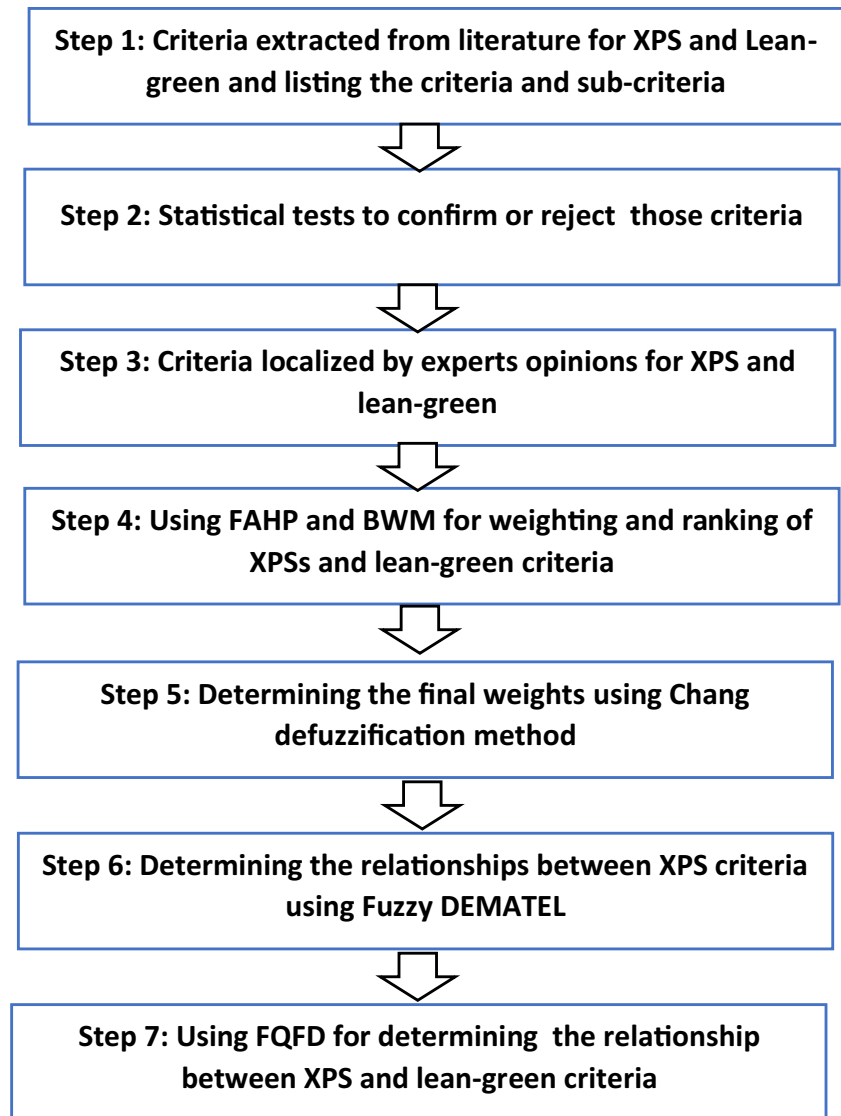 Step 1: Criteria extracted from literature for XPS and Lean-
green and listing the criteria and sub-criteria
Step 2: Statistical tests to confirm or reject those criteria
Step 3: Criteria localized by experts opinions for XPS and
lean-green
Step 4: Using FAHP and BWM for weighting and ranking of
XPSs and lean-green criteria
Step 5: Determining the final weights using Chang
defuzzification method
Step 6: Determining the relationships between XPS criteria
using Fuzzy DEMATEL
Step 7: Using FQFD for determining the relationship
between XPS and lean-green criteria